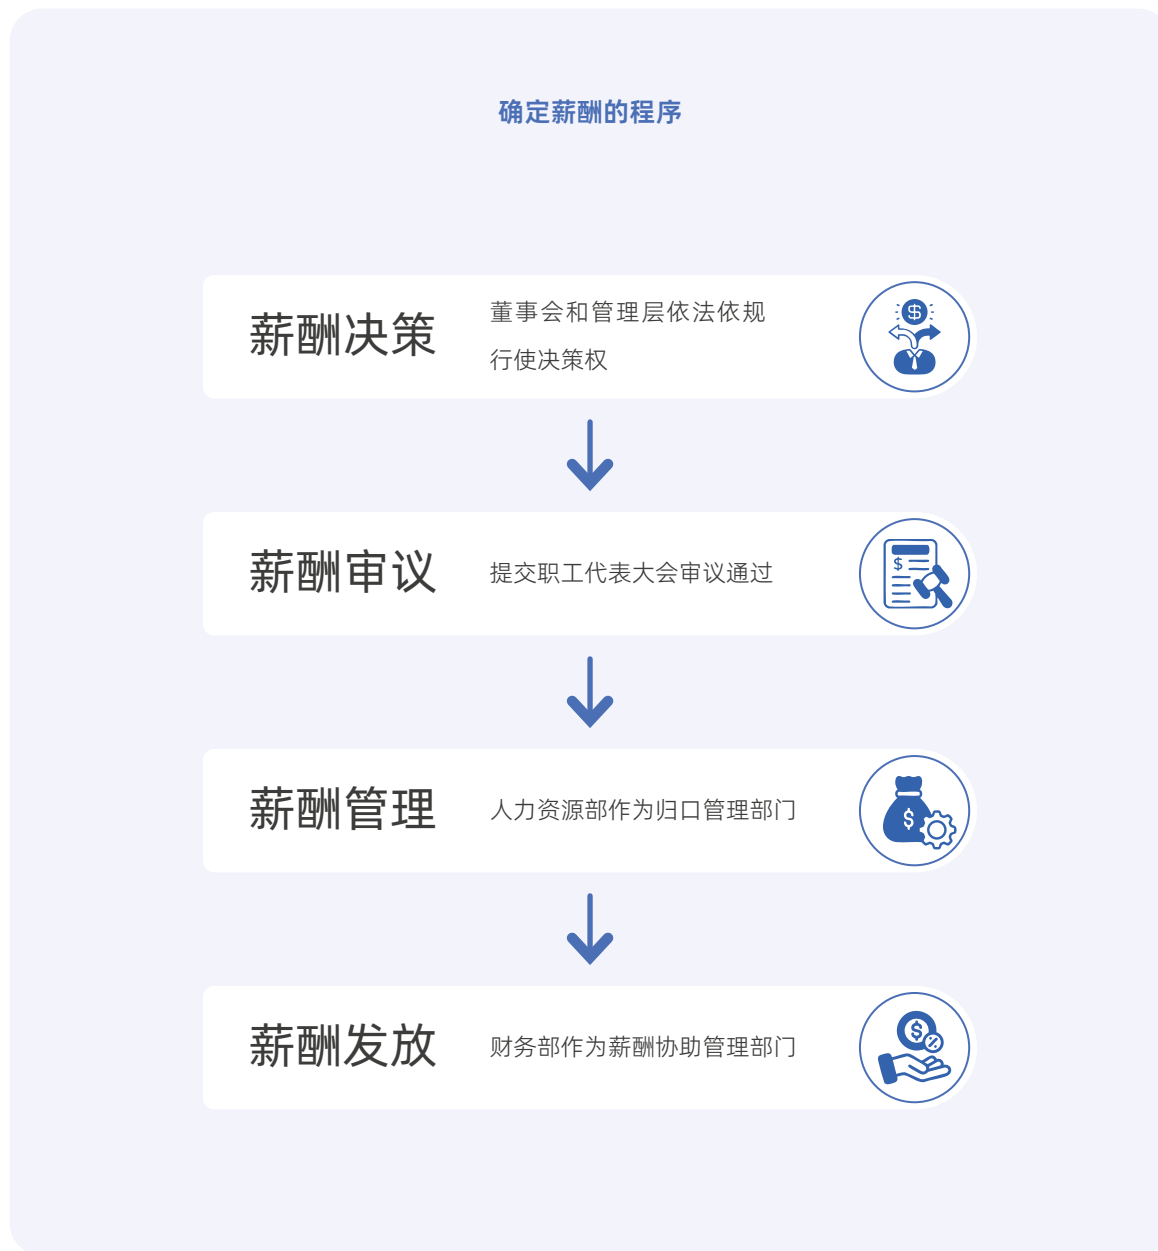 确定薪酬的程序
薪酬决策
董事会和管理层依法依规
行使决策权
薪酬审议
提交职工代表大会审议通过
薪酬管理
人力资源部作为归口管理部门
薪酬发放
财务部作为薪酬协助管理部门